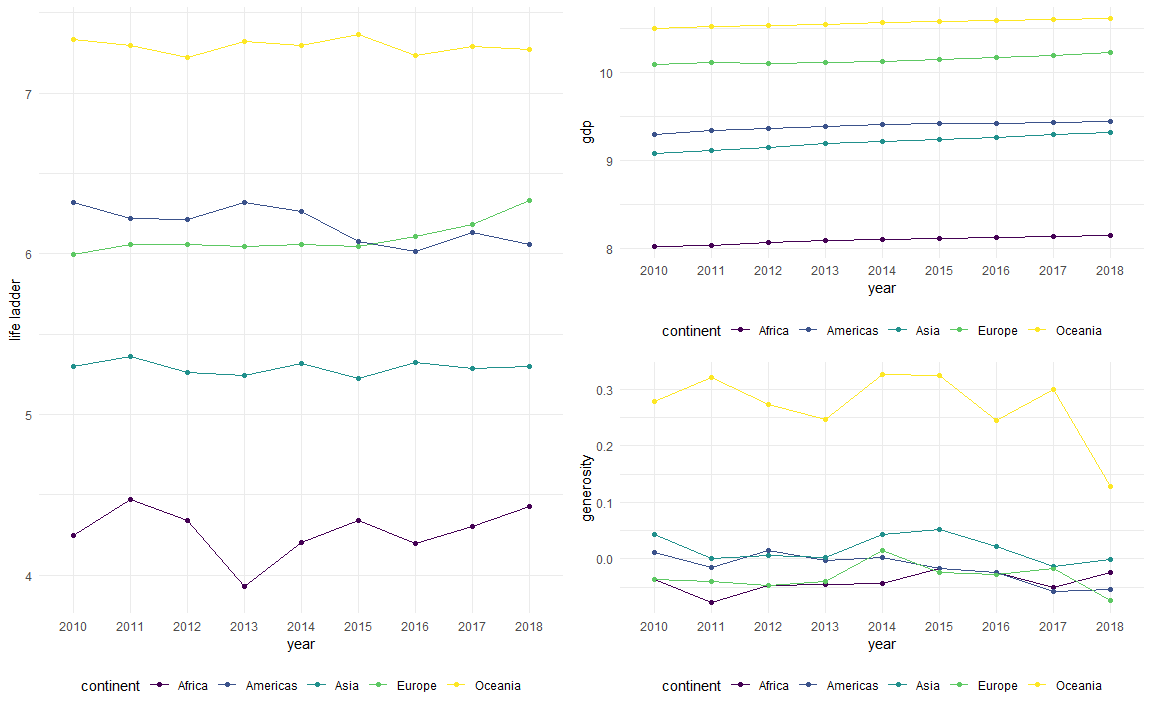 life ladder
7
6
5
4
2010 2011 2012 2013 2014 2015 2016 2017 2018
year
continent Africa Americas Asia Europe Oceania
gdp
10
9
8
2010 2011 2012 2013 2014 2015 2016 2017 2018
year
continent Africa Americas Asia Europe Oceania
generosity
0.3
0.2
0.1
0.0
2010 2011 2012 2013 2014 2015 2016 2017 2018
year
continent Africa Americas Asia Europe Oceania